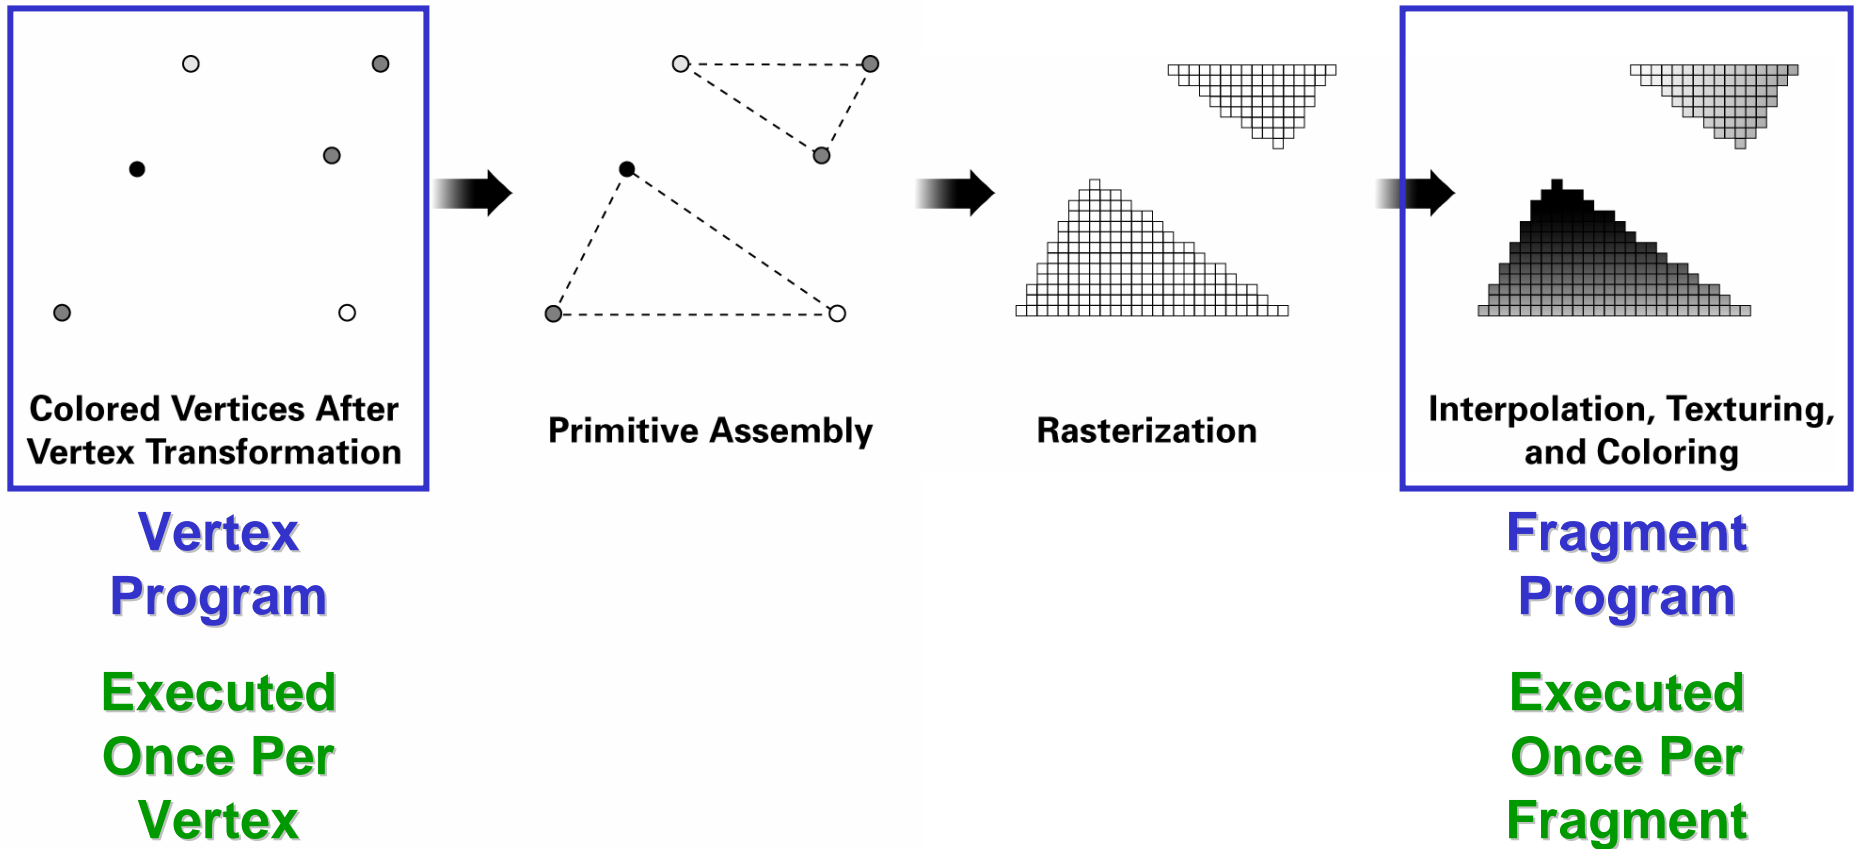 Colored Vertices After
Vertex Transformation
Primitive Assembly
Rasterization
Interpolation, Texturing,
and Coloring
Vertex
Program
Executed
Once Per
Vertex
Fragment
Program
Executed
Once Per
Fragment